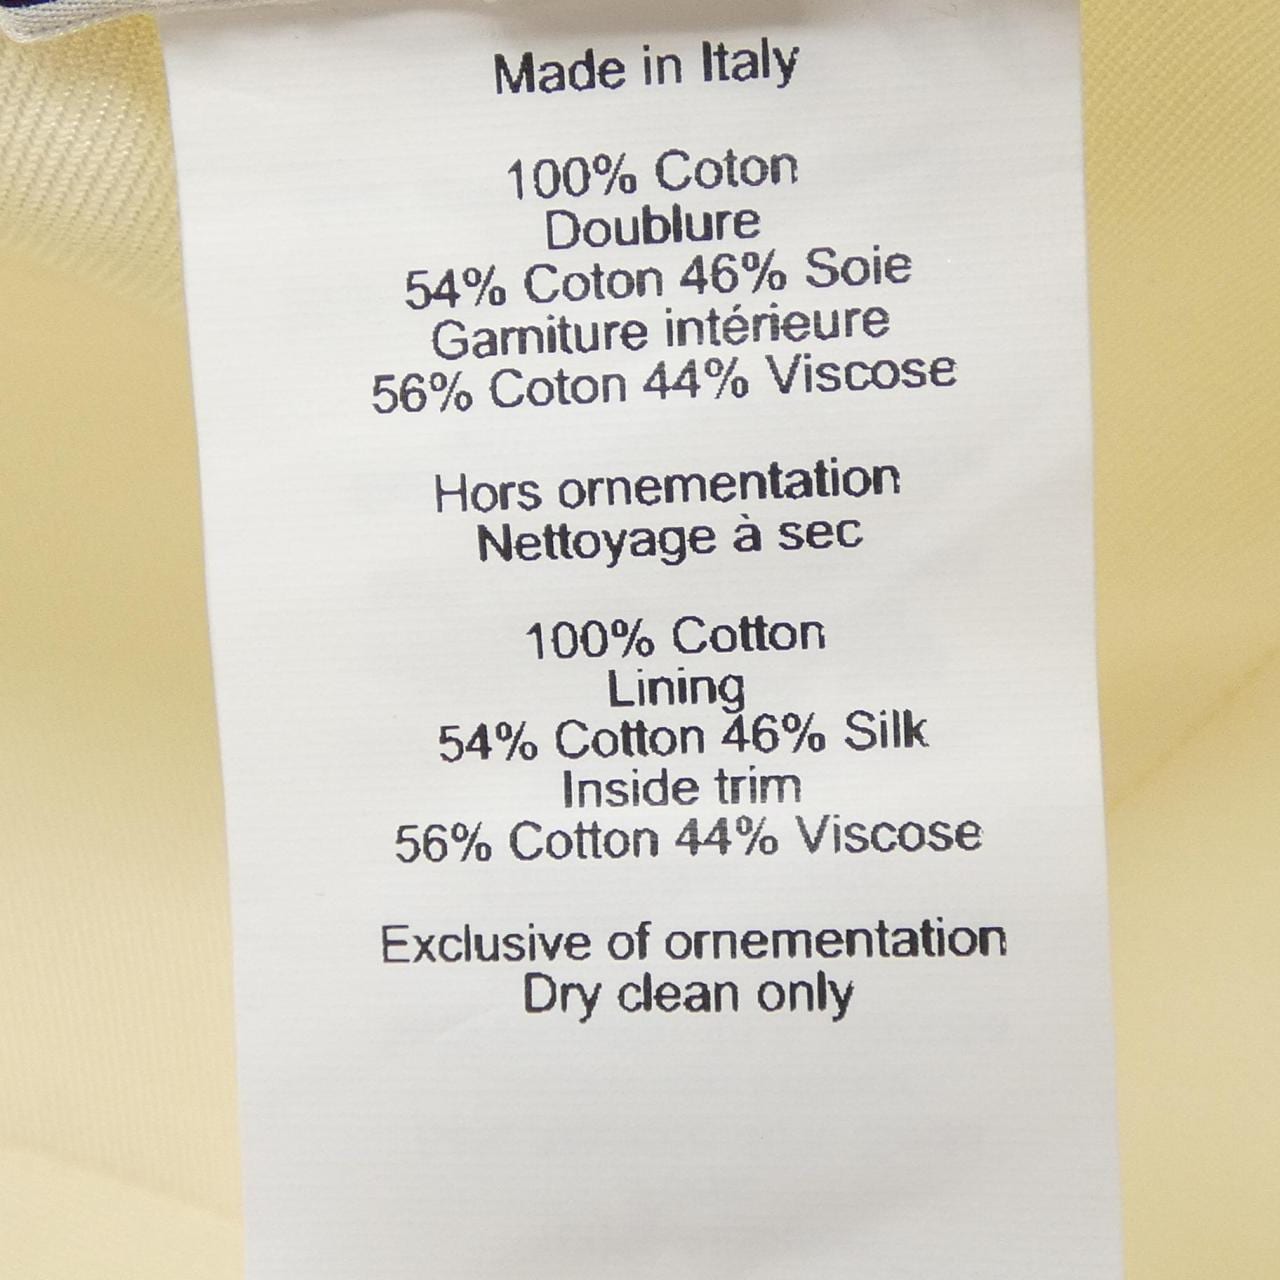 Made in Italy
100% Coton
Doublure
54% Coton 46% Soie
Garniture intérieure
56% Coton 44% Viscose
Hors ornementation
Nettoyage à sec
100% Cotton
Lining
54% Cotton 46% Silk
Inside trim
56% Cotton 44% Viscose
Exclusive of ornementation
Dry clean only